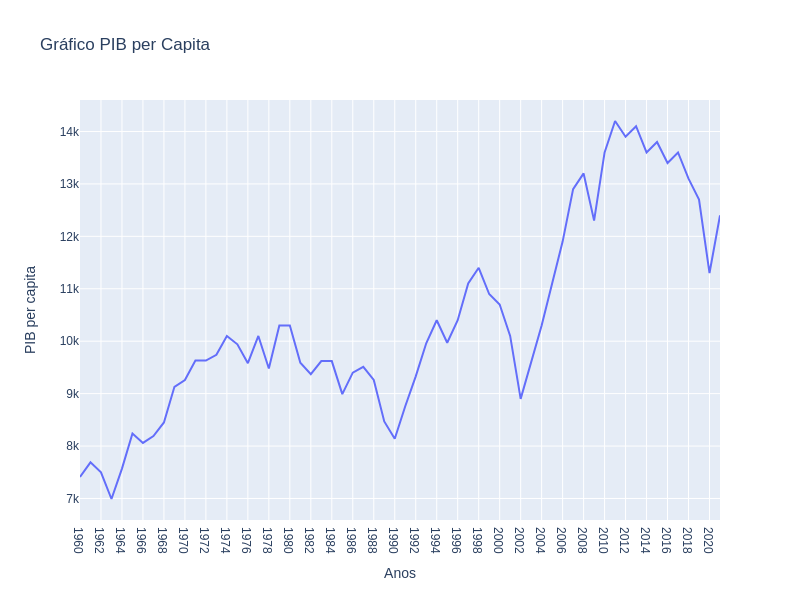 Gráfico PIB per Capita
14k
13k
12k
11k
10k
9k
8k
7k
PIB per capita
1960
1962
1964
1966
1968
1970
1972
1974
1976
1978
1980
1982
1984
1986
1988
1990
1992
1994
1996
1998
2000
2002
2004
2006
2008
2010
2012
2014
2016
2018
2020
Anos